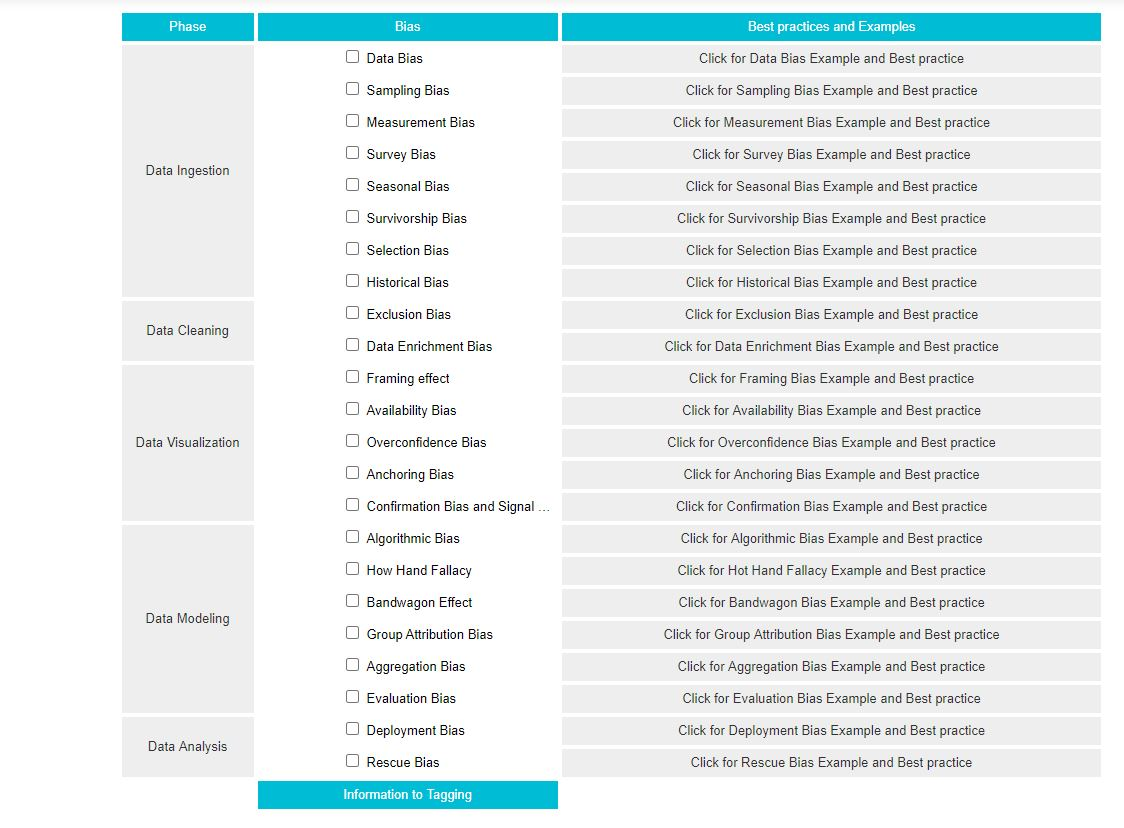 Phase Bias Best practices and Examples
Data Bias Click for Data Bias Example and Best practice
Sampling Bias Click for Sampling Bias Example and Best practice
Measurement Bias Click for Measurement Bias Example and Best practice
Survey Bias Click for Survey Bias Example and Best practice
Data Ingestion
Seasonal Bias Click for Seasonal Bias Example and Best practice
Survivorship Bias Click for Survivorship Bias Example and Best practice
Selection Bias Click for Selection Bias Example and Best practice
Historical Bias Click for Historical Bias Example and Best practice
Exclusion Bias Click for Exclusion Bias Example and Best practice
Data Cleaning
Data Enrichment Bias Click for Data Enrichment Bias Example and Best practice
Framing effect Click for Framing Bias Example and Best practice
Availability Bias Click for Availability Bias Example and Best practice
Data Visualization Overconfidence Bias Click for Overconfidence Bias Example and Best practice
Anchoring Bias Click for Anchoring Bias Example and Best practice
Confirmation Bias and Signal ... Click for Confirmation Bias Example and Best practice
Algorithmic Bias Click for Algorithmic Bias Example and Best practice
How Hand Fallacy Click for Hot Hand Fallacy Example and Best practice
Bandwagon Effect Click for Bandwagon Bias Example and Best practice
Data Modeling
Group Attribution Bias Click for Group Attribution Bias Example and Best practice
Aggregation Bias Click for Aggregation Bias Example and Best practice
Evaluation Bias Click for Evaluation Bias Example and Best practice
Deployment Bias Click for Deployment Bias Example and Best practice
Data Analysis
Rescue Bias Click for Rescue Bias Example and Best practice
Information to Tagging